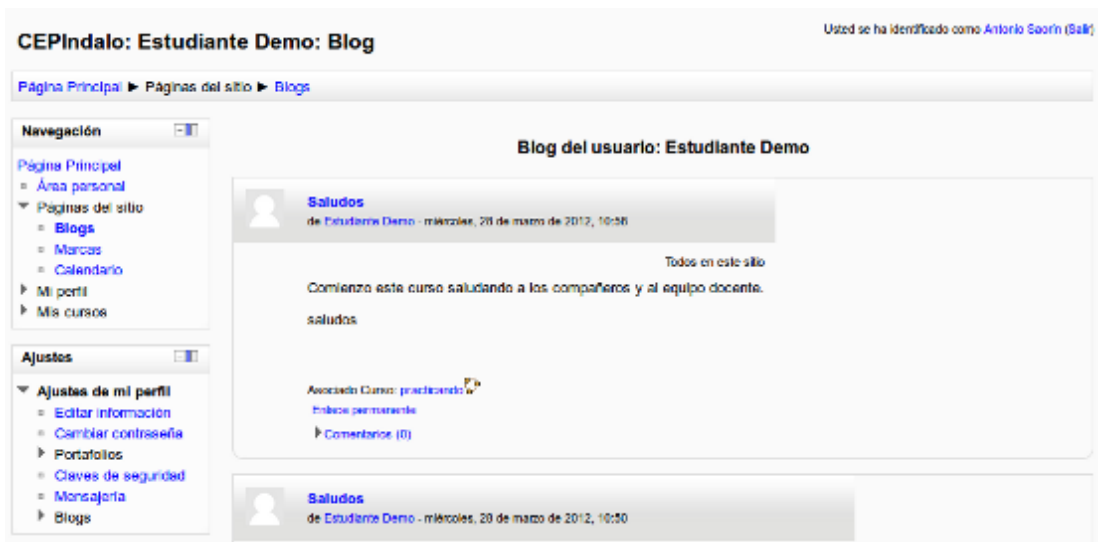 CEPIndalo: Estudiante Demo: Blog
Usted se ha identificado como Antonio Saorín (Salir)
Página Principal ► Páginas del sitio ► Blogs
Navegación
Página Principal
Área personal
Páginas del sitio
Blogs
Marcas
Calendario
Mi perfil
Mis cursos
Ajustes
Ajustes de mi perfil
Editar información
Cambiar contraseña
Portafolios
Claves de seguridad
Mensajería
Blogs
Blog del usuario: Estudiante Demo
Saludos
de Estudiante Demo - miércoles, 28 de marzo de 2012, 10:56
Todos en este sitio
Comienzo este curso saludando a los compañeros y al equipo docente.
saludos
Asociado Curso: practicando
Enlace permanente
Comentarios (0)
Saludos
de Estudiante Demo - miércoles, 28 de marzo de 2012, 10:50